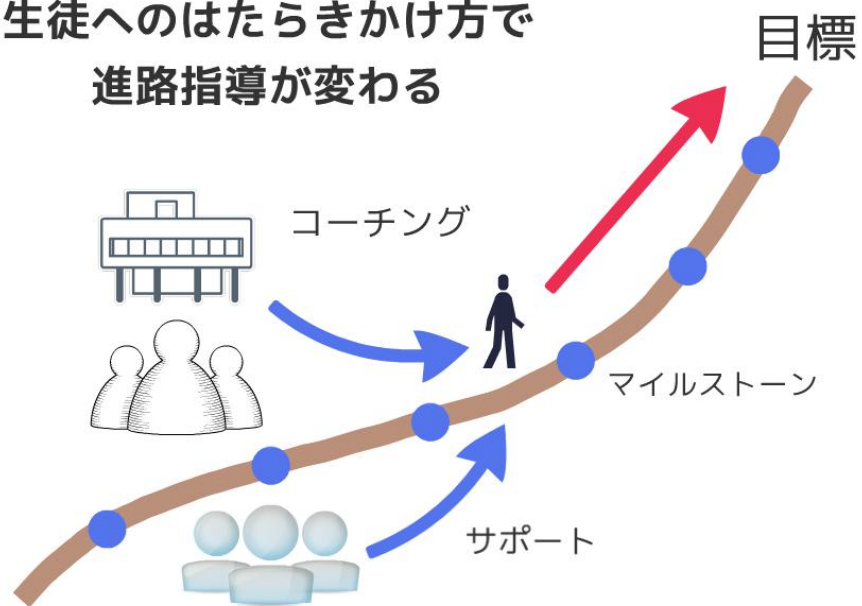 生徒へのはたらきかけ方で
進路指導が変わる
目標
コーチング
マイルストーン
サポート